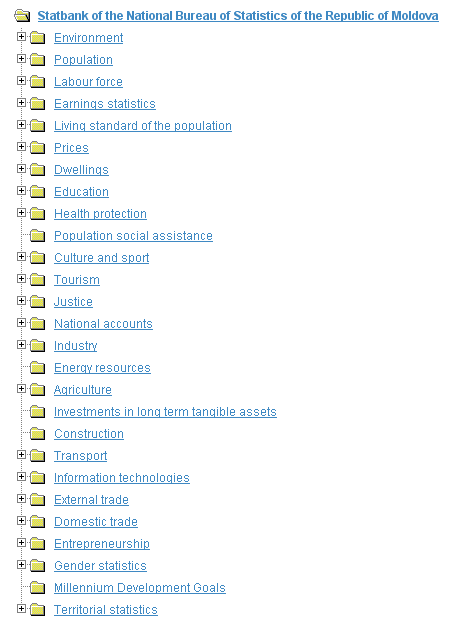 Statbank of the National Bureau of Statistics of the Republic of Moldova
Environment
Population
Labour force
Earnings statistics
Living standard of the population
Prices
Dwellings
Education
Health protection
Population social assistance
Culture and sport
Tourism
Justice
National accounts
Industry
Energy resources
Agriculture
Investments in long term tangible assets
Construction
Transport
Information technologies
External trade
Domestic trade
Entrepreneurship
Gender statistics
Millennium Development Goals
Territorial statistics